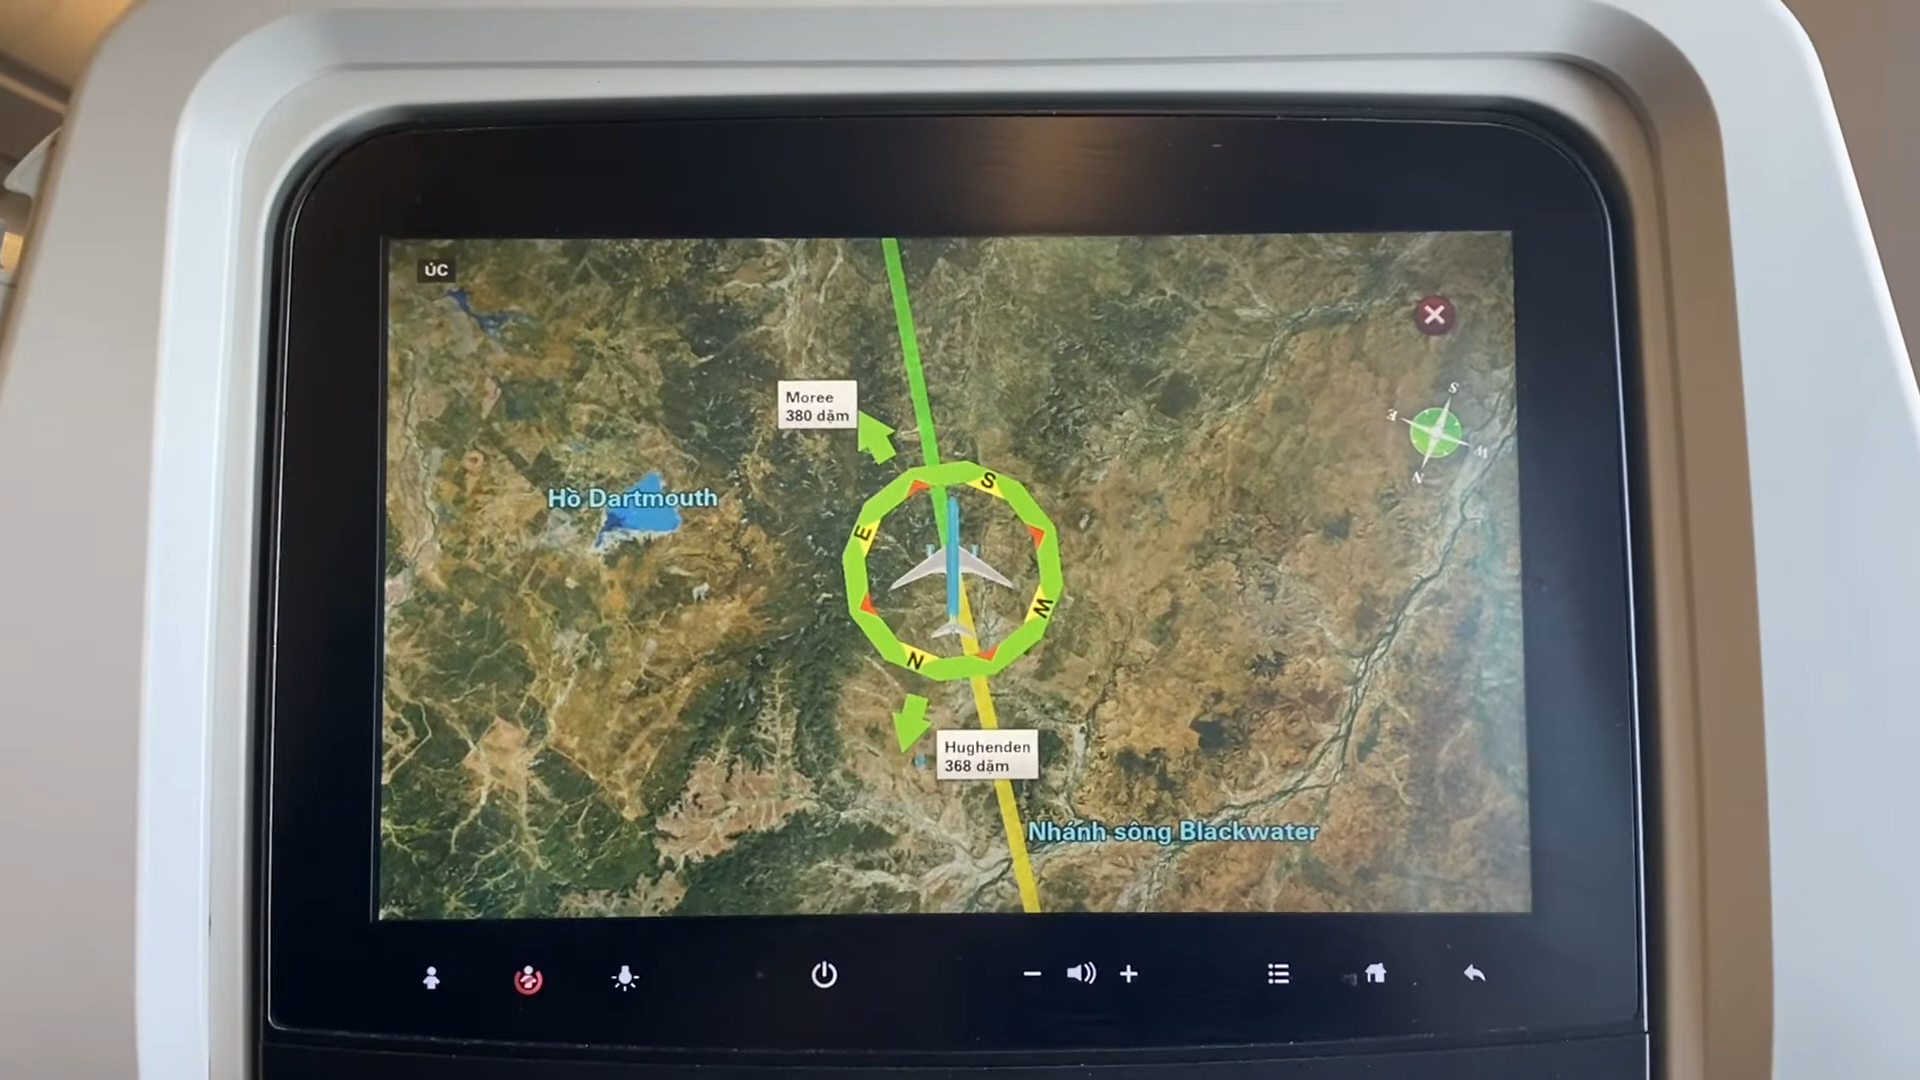 ÚC
S
E
W
N
Moree
380 dặm
S
E
W
N
Hồ Dartmouth
Hughenden
368 dặm
Nhánh sông Blackwater